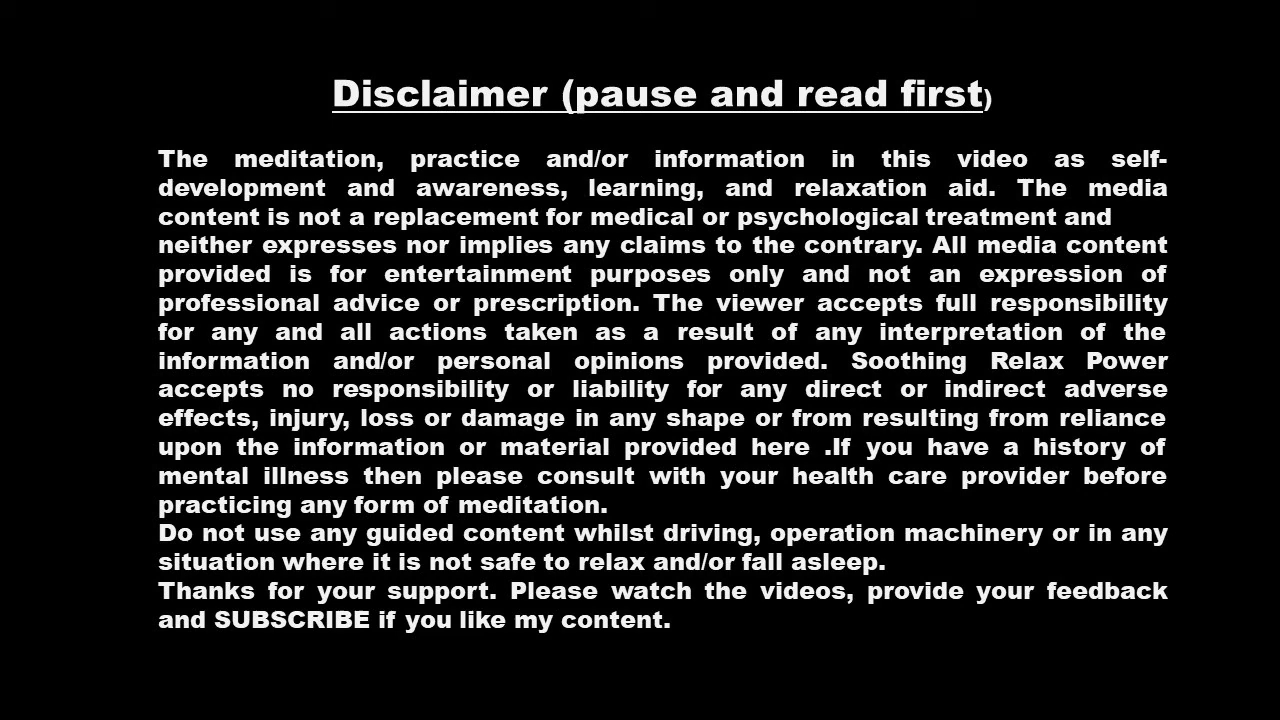 Disclaimer (pause and read first)
The meditation, practice and/or information in this video as self-
development and awareness, learning, and relaxation aid. The media
content is not a replacement for medical or psychological treatment and
neither expresses nor implies any claims to the contrary. All media content
provided is for entertainment purposes only and not an expression of
professional advice or prescription. The viewer accepts full responsibility
for any and all actions taken as a result of any interpretation of the
information and/or personal opinions provided. Soothing Relax Power
accepts no responsibility or liability for any direct or indirect adverse
effects, injury, loss or damage in any shape or from resulting from reliance
upon the information or material provided here .If you have a history of
mental illness then please consult with your health care provider before
practicing any form of meditation.
Do not use any guided content whilst driving, operation machinery or in any
situation where it is not safe to relax and/or fall asleep.
Thanks for your support. Please watch the videos, provide your feedback
and SUBSCRIBE if you like my content.